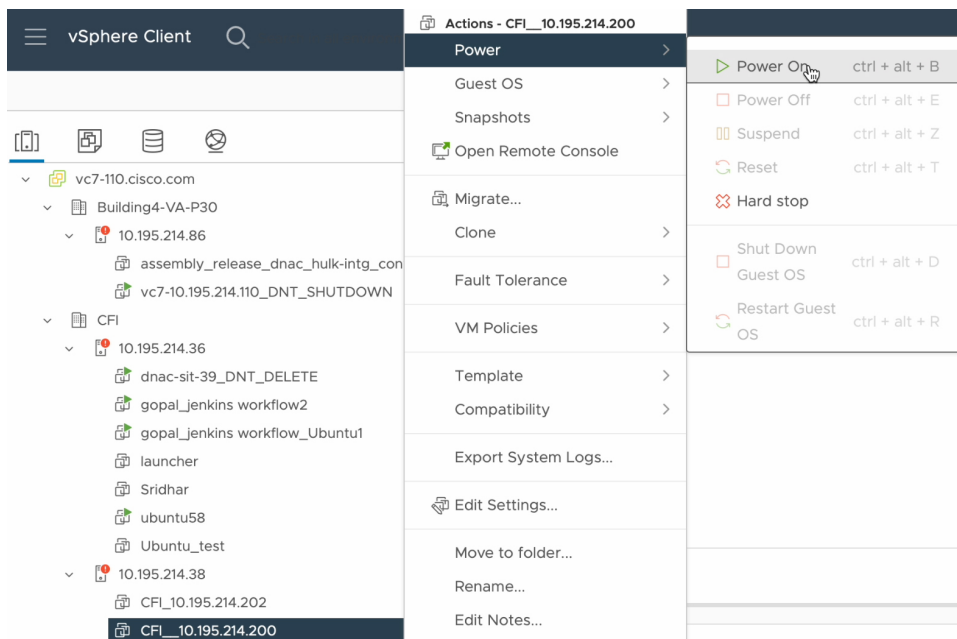 vSphere Client
vc7-110.cisco.com
Building4-VA-P30
10.195.214.86
assembly_release_dnac_hulk-intg_con
vc7-10.195.214.110_DNT_SHUTDOWN
CFI
10.195.214.36
dnac-sit-39_DNT_DELETE
gopal_jenkins workflow2
gopal_jenkins workflow_Ubuntu1
launcher
Sridhar
ubuntu58
Ubuntu_test
10.195.214.38
CFI_10.195.214.202
CFI__10.195.214.200
Actions - CFI__10.195.214.200
Power
Guest OS
Snapshots
Open Remote Console
Migrate...
Clone
Fault Tolerance
VM Policies
Template
Compatibility
Export System Logs...
Edit Settings...
Move to folder...
Rename...
Edit Notes...
Power On ctrl + alt + B
Power Off ctrl + alt + E
Suspend ctrl + alt + Z
Reset ctrl + alt + T
Hard stop
Shut Down
Guest OS ctrl + alt + D
Restart Guest
OS ctrl + alt + R